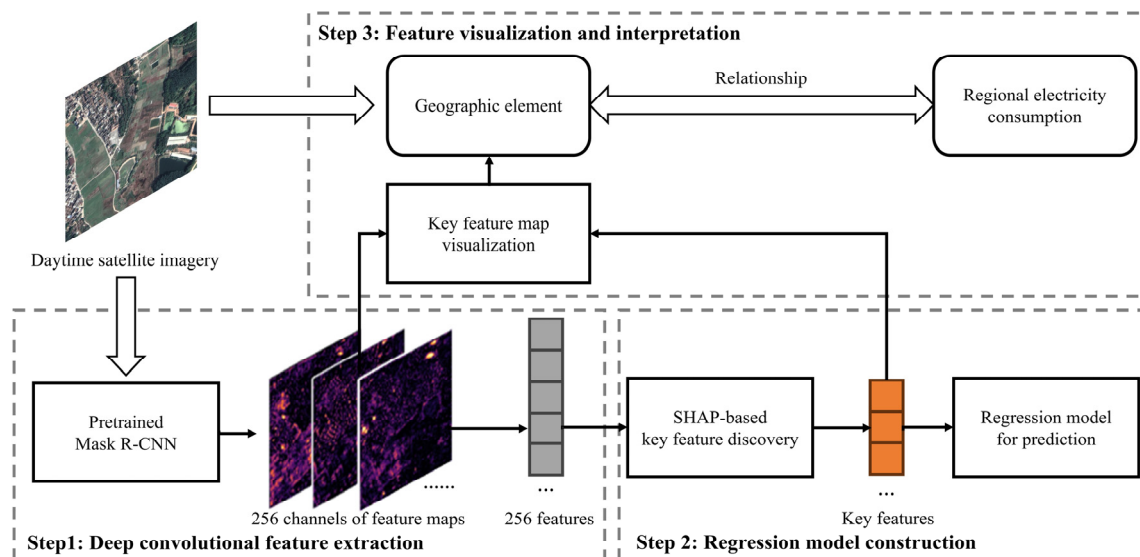 Step 3: Feature visualization and interpretation
Geographic element
Relationship
Regional electricity
consumption
Key feature map
visualization
Daytime satellite imagery
Pretrained
Mask R-CNN
......
256 channels of feature maps
...
256 features
Step1: Deep convolutional feature extraction
SHAP-based
key feature discovery
...
Key features
Regression model
for prediction
Step 2: Regression model construction